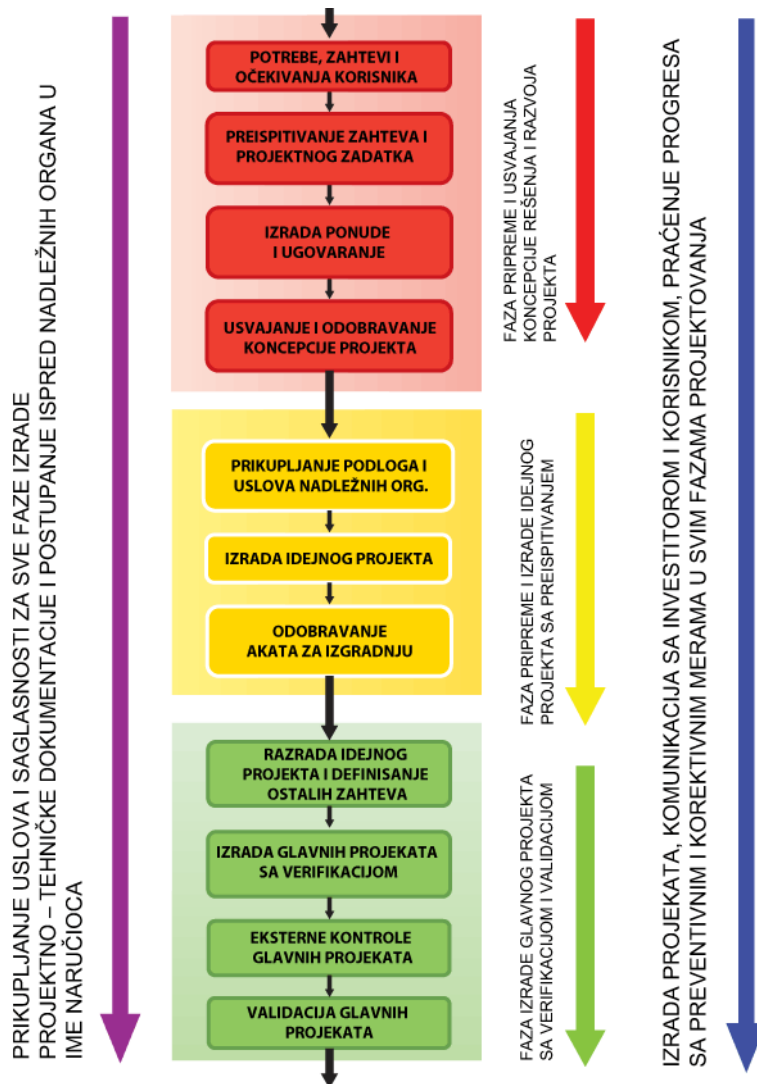 POTREBE, ZAHTEVI I
OČEKIVANJA KORISNIKA
PREISPITIVANJE ZAHTEVA I
PROJEKTNOG ZADATKA
IZRADA PONUDE
I UGOVARANJE
USVAJANJE I ODOBRAVANJE
KONCEPCIJE PROJEKTA
PRIKUPLJANJE PODLOGA I
USLOVA NADLEŽNIH ORG.
IZRADA IDEJNOG PROJEKTA
ODOBRAVANJE
AKATA ZA IZGRADNJU
RAZRADA IDEJNOG
PROJEKTA I DEFINISANJE
OSTALIH ZAHTEVA
IZRADA GLAVNIH PROJEKATA
SA VERIFIKACIJOM
EKSTERNE KONTROLE
GLAVNIH PROJEKATA
VALIDACIJA GLAVNIH
PROJEKATA
PRIKUPLJANJE USLOVA I SAGLASNOSTI ZA SVE FAZE IZRADE
PROJEKTNO – TEHNIČKE DOKUMENTACIJE I POSTUPANJE ISPRED NADLEŽNIH ORGANA U
IME NARUČIOCA
FAZA PRIPREME I USVAJANJA
KONCEPCIJE REŠENJA I RAZVOJA
PROJEKTA
FAZA PRIPREME I IZRADE IDEJNOG
PROJEKTA SA PREISPITIVANJEM
FAZA IZRADE GLAVNOG PROJEKTA
SA VERIFIKACIJOM I VALIDACIJOM
IZRADA PROJEKATA, KOMUNIKACIJA SA INVESTITOROM I KORISNIKOM, PRAĆENJE PROGRESA
SA PREVENTIVNIM I KOREKTIVNIM MERAMA U SVIM FAZAMA PROJEKTOVANJA